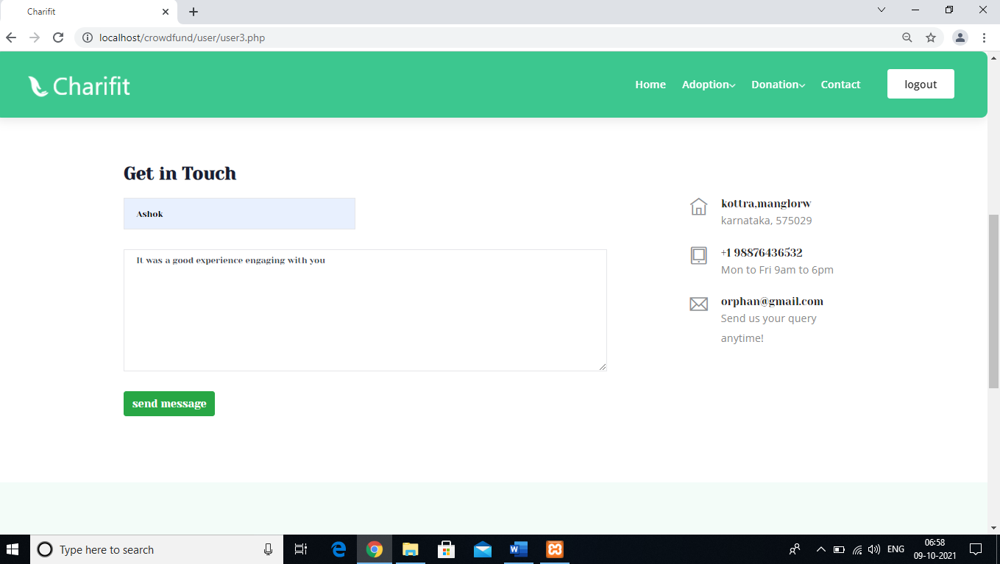 Charifit
localhost/crowdfund/user/user3.php
Charifit
Home Adoption Donation Contact logout
Get in Touch
Ashok
It was a good experience engaging with you
send message
kottra,manglorw
karnataka, 575029
+1 98876436532
Mon to Fri 9am to 6pm
orphan@gmail.com
Send us your query
anytime!
Type here to search
ENG
06:58
09-10-2021